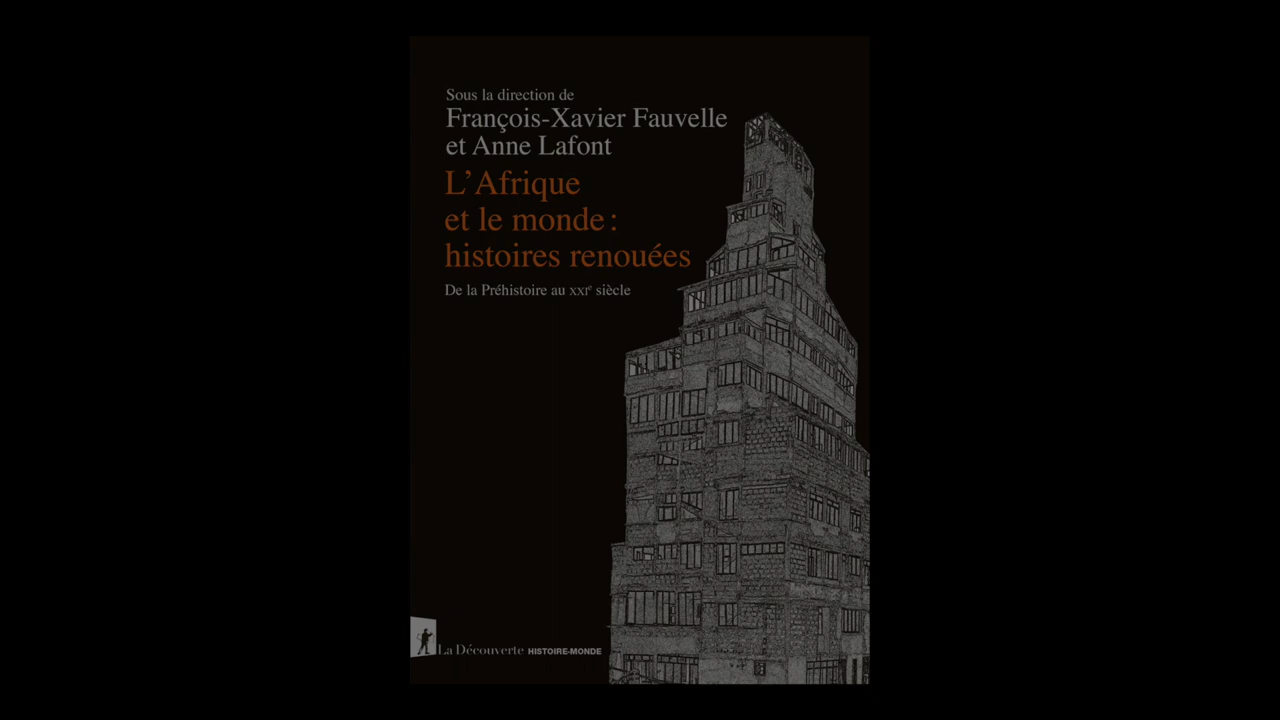 Sous la direction de
François-Xavier Fauvelle
et Anne Lafont
L’Afrique
et le monde :
histoires renouées
De la Préhistoire au XXIe siècle
La Découverte HISTOIRE-MONDE